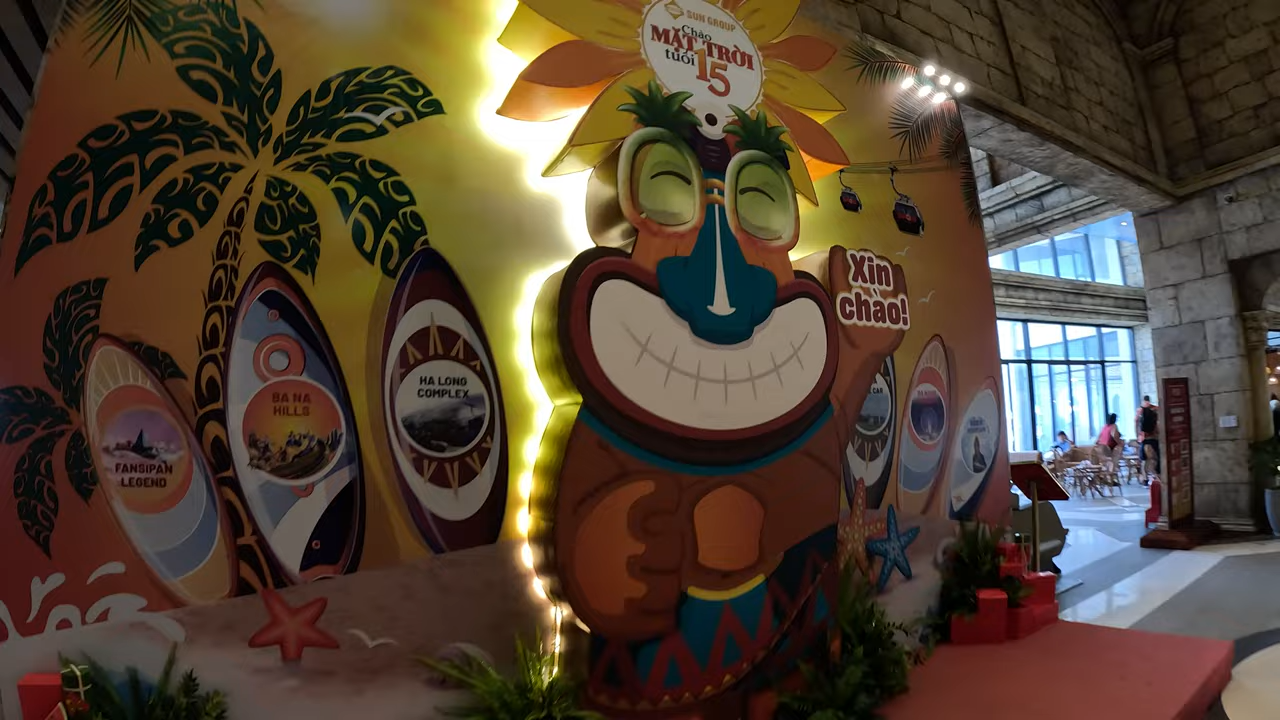 SUN GROUP
Chào
MẶT TRỜI
tuổi 15
Xin
chào!
HA LONG
COMPLEX
BA NA
HILLS
FANSIPAN
LEGEND